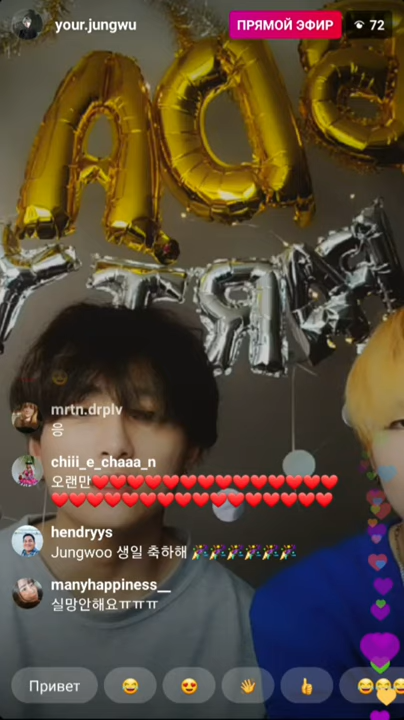 your.jungwu
ПРЯМОЙ ЭФИР
72
mrtn.drplv
응
chiii_e_chaaa_n
오랜만❤️❤️❤️❤️❤️❤️❤️❤️❤️❤️❤️❤️❤️❤️
❤️❤️❤️❤️❤️❤️❤️❤️❤️❤️❤️❤️❤️❤️❤️❤️
hendryys
Jungwoo 생일 축하해 🎉🎉🎉🎉🎉🎉
manyhappiness__
실망안해요ㅠㅠㅠ
Привет 😂 😍 👋 👍 😂😂😂